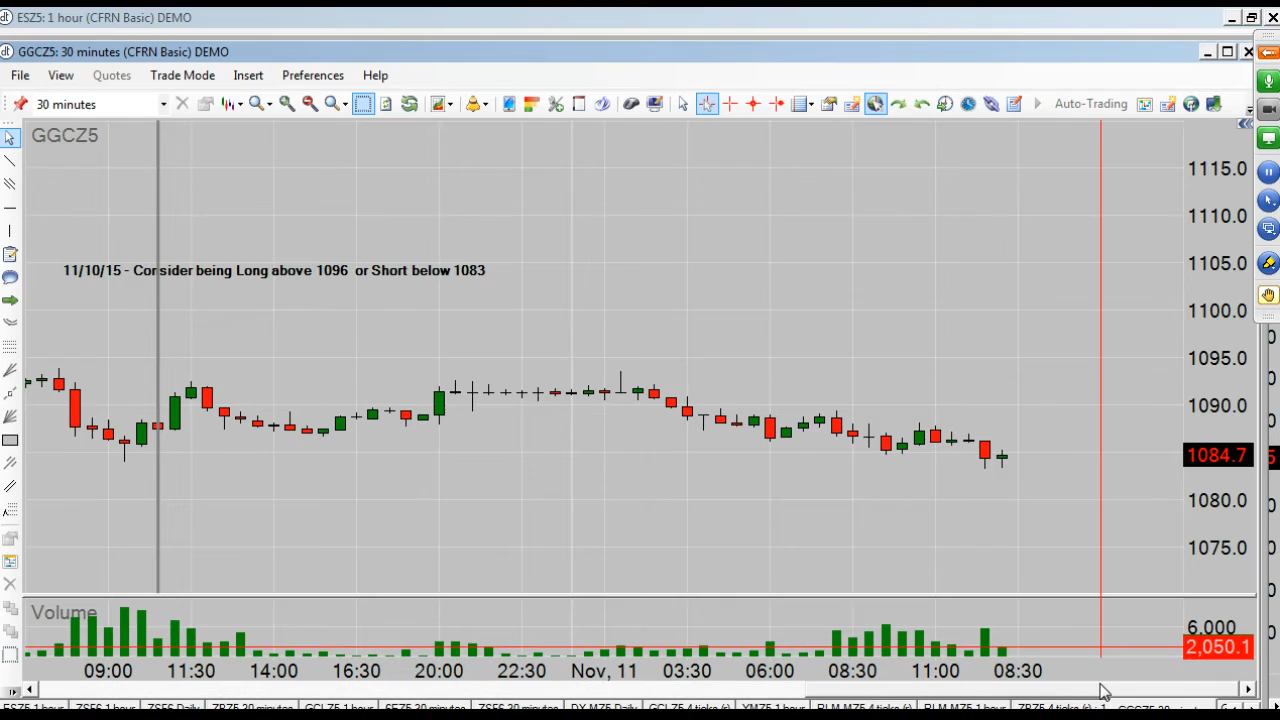 ESZ5: 1 hour (CFRN Basic) DEMO
GGCZ5: 30 minutes (CFRN Basic) DEMO
File View Quotes Trade Mode Insert Preferences Help
30 minutes
Auto-Trading
GGCZ5
1115.0
1110.0
11/10/15 - Consider being Long above 1096 or Short below 1083
1105.0
1100.0
1095.0
1090.0
1084.7
1080.0
1075.0
Volume
6,000
2,050.1
09:00 11:30 14:00 16:30 20:00 22:30 Nov, 11 03:30 06:00 08:30 11:00 08:30